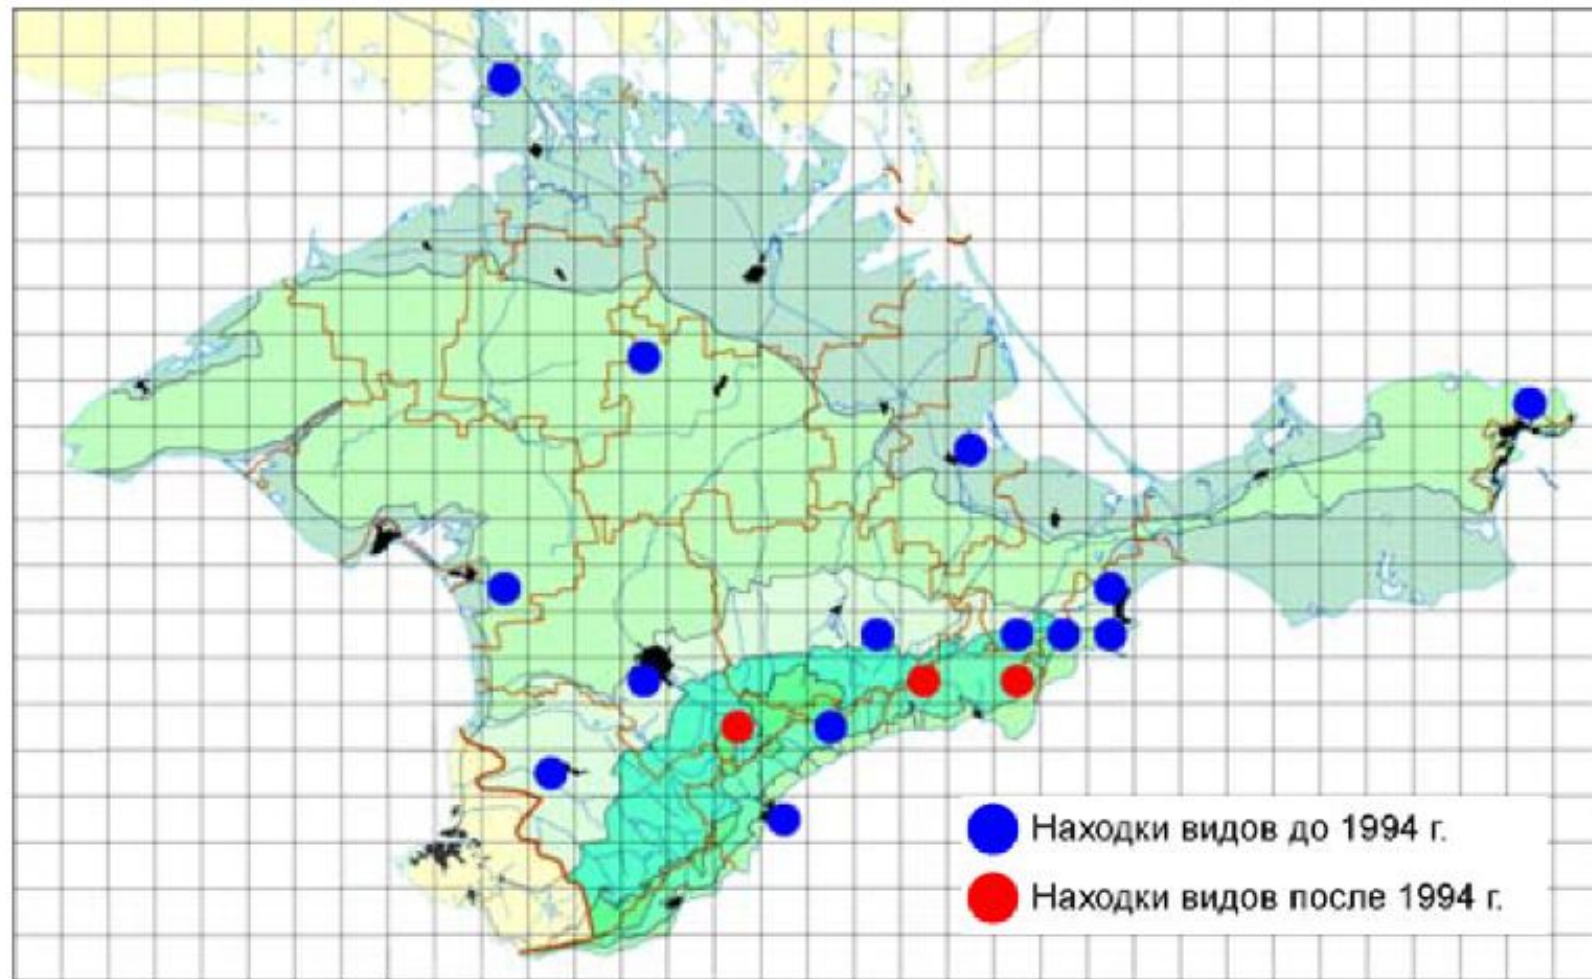 Находки видов до 1994 г.
Находки видов после 1994 г.